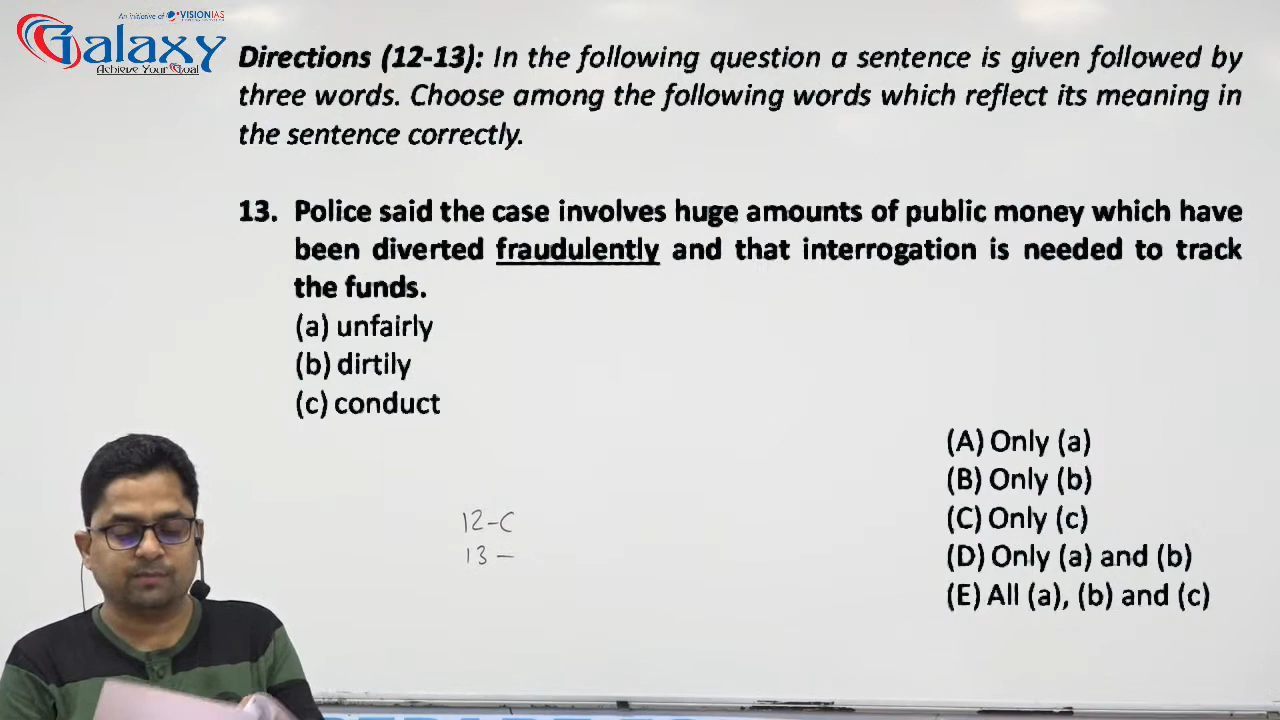 An initiative of VISIONIAS
Galaxy
Achieve Your Goal
Directions (12-13): In the following question a sentence is given followed by
three words. Choose among the following words which reflect its meaning in
the sentence correctly.
13. Police said the case involves huge amounts of public money which have
been diverted fraudulently and that interrogation is needed to track
the funds.
(a) unfairly
(b) dirtily
(c) conduct
(A) Only (a)
(B) Only (b)
(C) Only (c)
(D) Only (a) and (b)
(E) All (a), (b) and (c)
12-C
13 –